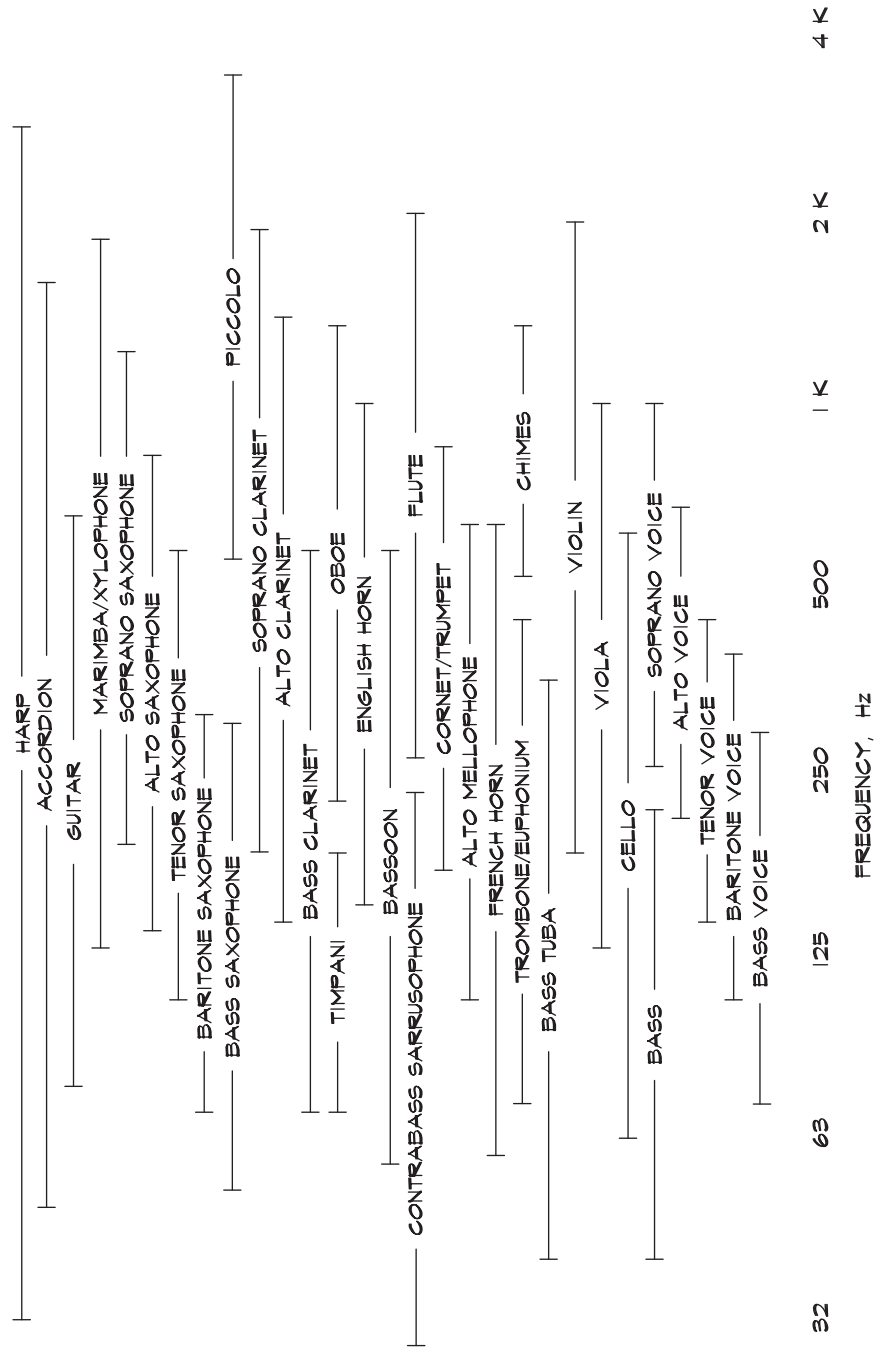 HARP
ACCORDION
GUITAR
MARIMBA/XYLOPHONE
SOPRANO SAXOPHONE
ALTO SAXOPHONE
TENOR SAXOPHONE
BARITONE SAXOPHONE
BASS SAXOPHONE
PICCOLO
SOPRANO CLARINET
ALTO CLARINET
BASS CLARINET
TIMPANI
OBOE
ENGLISH HORN
BASSOON
CONTRABASS SARRUSOPHONE
FLUTE
CORNET/TRUMPET
ALTO MELLOPHONE
FRENCH HORN
TROMBONE/EUPHONIUM
CHIMES
BASS TUBA
VIOLIN
VIOLA
CELLO
BASS
SOPRANO VOICE
ALTO VOICE
TENOR VOICE
BARITONE VOICE
BASS VOICE
32 63 125 250 500 1 K 2 K 4 K
FREQUENCY, Hz